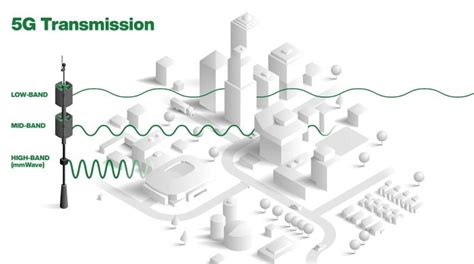 5G Transmission
LOW-BAND
MID-BAND
HIGH-BAND
(mmWave)